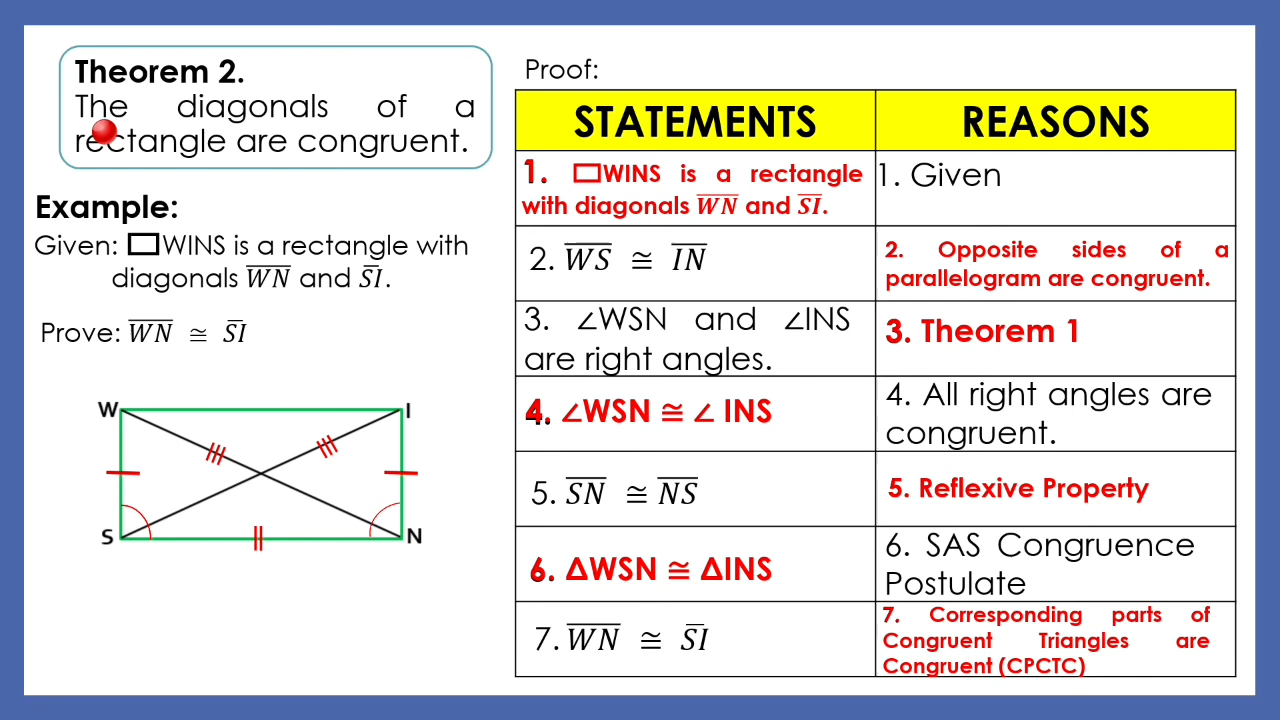 Theorem 2.
The diagonals of a
rectangle are congruent.
Example:
Given: ▭WINS is a rectangle with
diagonals W̅N̅ and S̅I̅.
Prove: W̅N̅ ≅ S̅I̅
W
I
S
N
Proof:
STATEMENTS
REASONS
1. ▭WINS is a rectangle
with diagonals W̅N̅ and S̅I̅.
1. Given
2. W̅S̅ ≅ I̅N̅
2. Opposite sides of a
parallelogram are congruent.
3. ∠WSN and ∠INS
are right angles.
3. Theorem 1
4. ∠WSN ≅ ∠ INS
4. All right angles are
congruent.
5. S̅N̅ ≅ N̅S̅
5. Reflexive Property
6. ΔWSN ≅ ΔINS
6. SAS Congruence
Postulate
7. W̅N̅ ≅ S̅I̅
7. Corresponding parts of
Congruent Triangles are
Congruent (CPCTC)